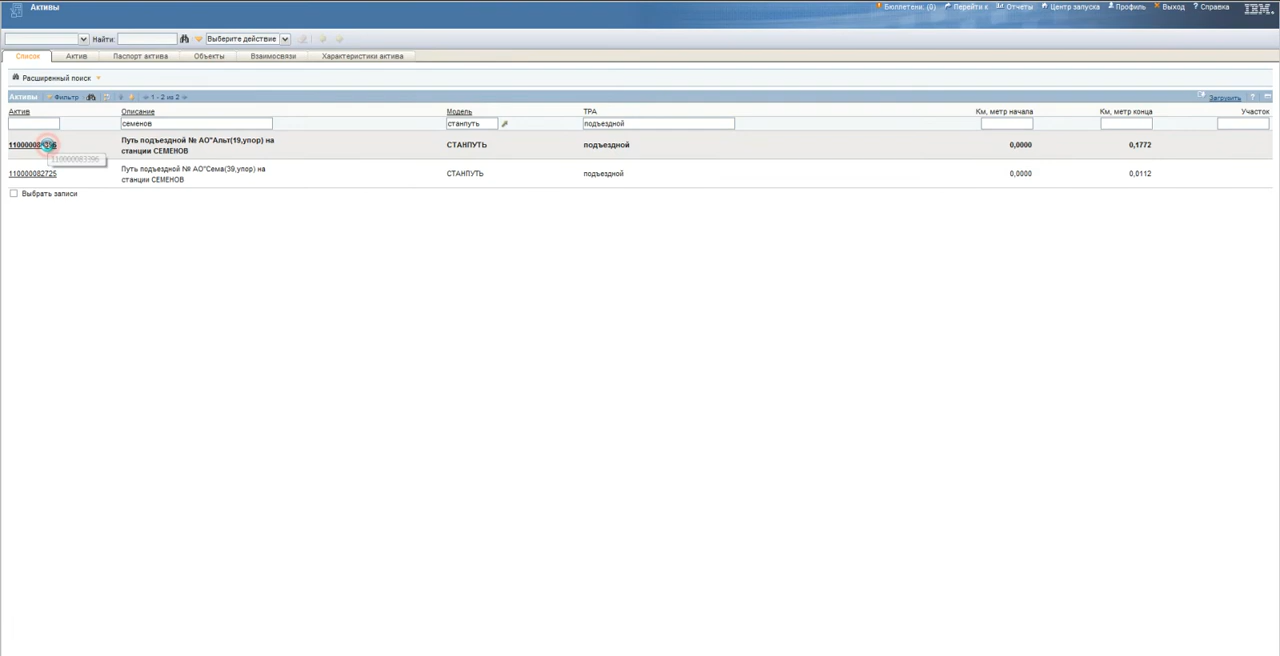 Активы
Бюллетени: (0) Перейти к Отчеты Центр запуска Профиль Выход ? Справка IBM.
Найти: Выберите действие
Список Актив Паспорт актива Объекты Взаимосвязи Характеристики актива
Расширенный поиск
Активы Фильтр 1 - 2 из 2 Загрузить ?
Актив Описание Модель ТРА Км, метр начала Км, метр конца Участок
семенов станпуть подъездной
110000083396 Путь подъездной № АО"Альт(19,упор) на станции СЕМЕНОВ СТАНПУТЬ подъездной 0,0000 0,1772
110000083396
110000082725 Путь подъездной № АО"Сема(39,упор) на станции СЕМЕНОВ СТАНПУТЬ подъездной 0,0000 0,0112
Выбрать записи